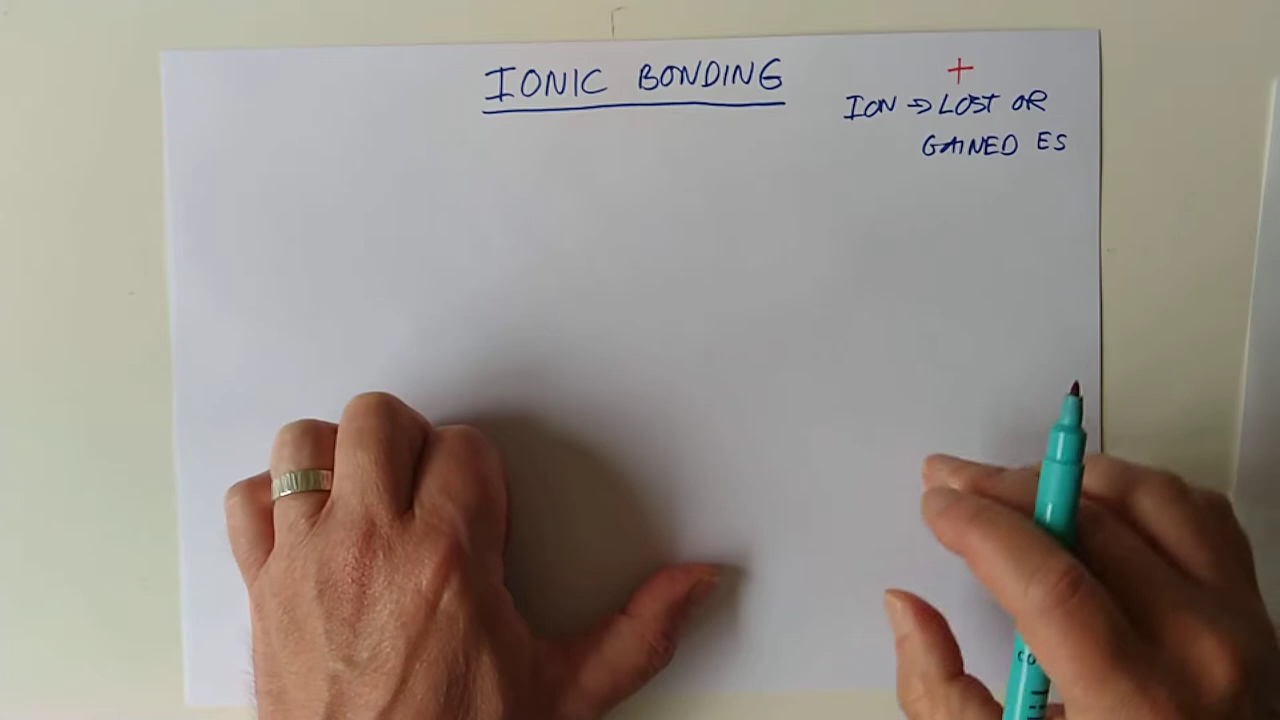 IONIC BONDING
+
ION => LOST OR
GAINED ES